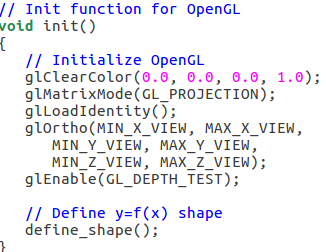 // Init function for OpenGL
void init()
{
   // Initialize OpenGL
   glClearColor(0.0, 0.0, 0.0, 1.0);
   glMatrixMode(GL_PROJECTION);
   glLoadIdentity();
   glOrtho(MIN_X_VIEW, MAX_X_VIEW,
      MIN_Y_VIEW, MAX_Y_VIEW,
      MIN_Z_VIEW, MAX_Z_VIEW);
   glEnable(GL_DEPTH_TEST);

   // Define y=f(x) shape
   define_shape();
}